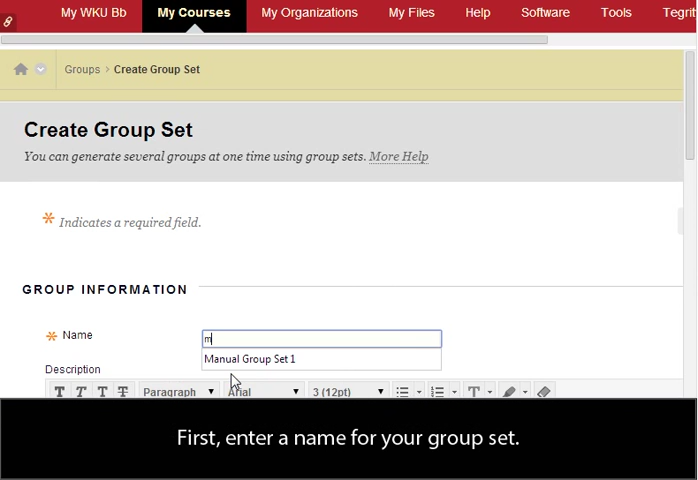 My WKU Bb My Courses My Organizations My Files Help Software Tools Tegrit
Groups > Create Group Set
Create Group Set
You can generate several groups at one time using group sets. More Help
* Indicates a required field.
GROUP INFORMATION
* Name m
Manual Group Set 1
Description
T T T T Paragraph Arial 3 (12pt) T
First, enter a name for your group set.